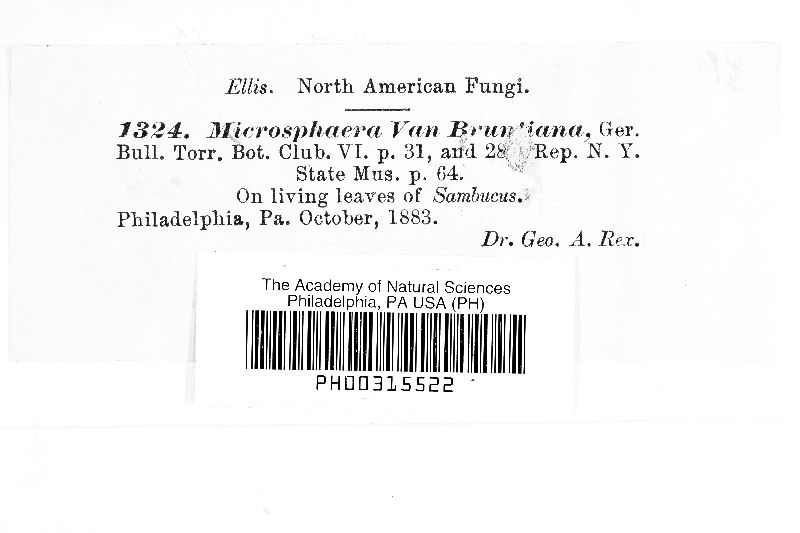 Ellis. North American Fungi.
1324. Microsphaera Van Bruntiana, Ger.
Bull. Torr. Bot. Club. VI. p. 31, and 28 Rep. N. Y.
State Mus. p. 64.
On living leaves of Sambucus.
Philadelphia, Pa. October, 1883.
Dr. Geo. A. Rex.
The Academy of Natural Sciences
Philadelphia, PA USA (PH)
PH00315522